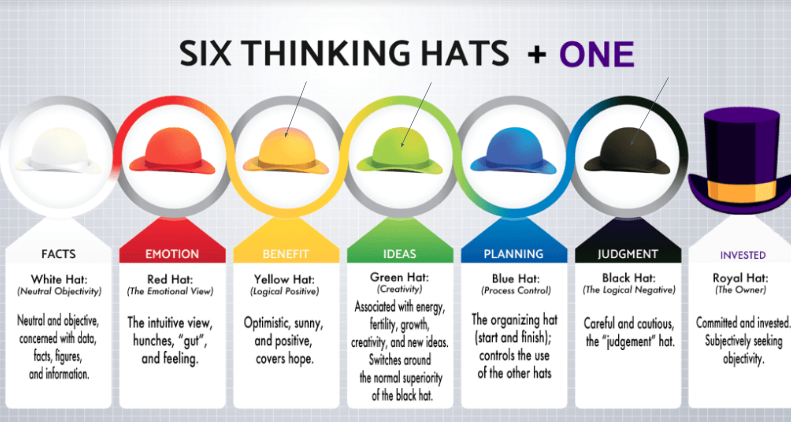 SIX THINKING HATS + ONE
FACTS
White Hat:
(Neutral Objectivity)
Neutral and objective,
concerned with data,
facts, figures,
and information.
EMOTION
Red Hat:
(The Emotional View)
The intuitive view,
hunches, “gut”,
and feeling.
BENEFIT
Yellow Hat:
(Logical Positive)
Optimistic, sunny,
and positive,
covers hope.
IDEAS
Green Hat:
(Creativity)
Associated with energy,
fertility, growth,
creativity, and new ideas.
Switches around
the normal superiority
of the black hat.
PLANNING
Blue Hat:
(Process Control)
The organizing hat
(start and finish);
controls the use
of the other hats
JUDGMENT
Black Hat:
(The Logical Negative)
Careful and cautious,
the “judgement” hat.
INVESTED
Royal Hat:
(The Owner)
Committed and invested.
Subjectively seeking
objectivity.